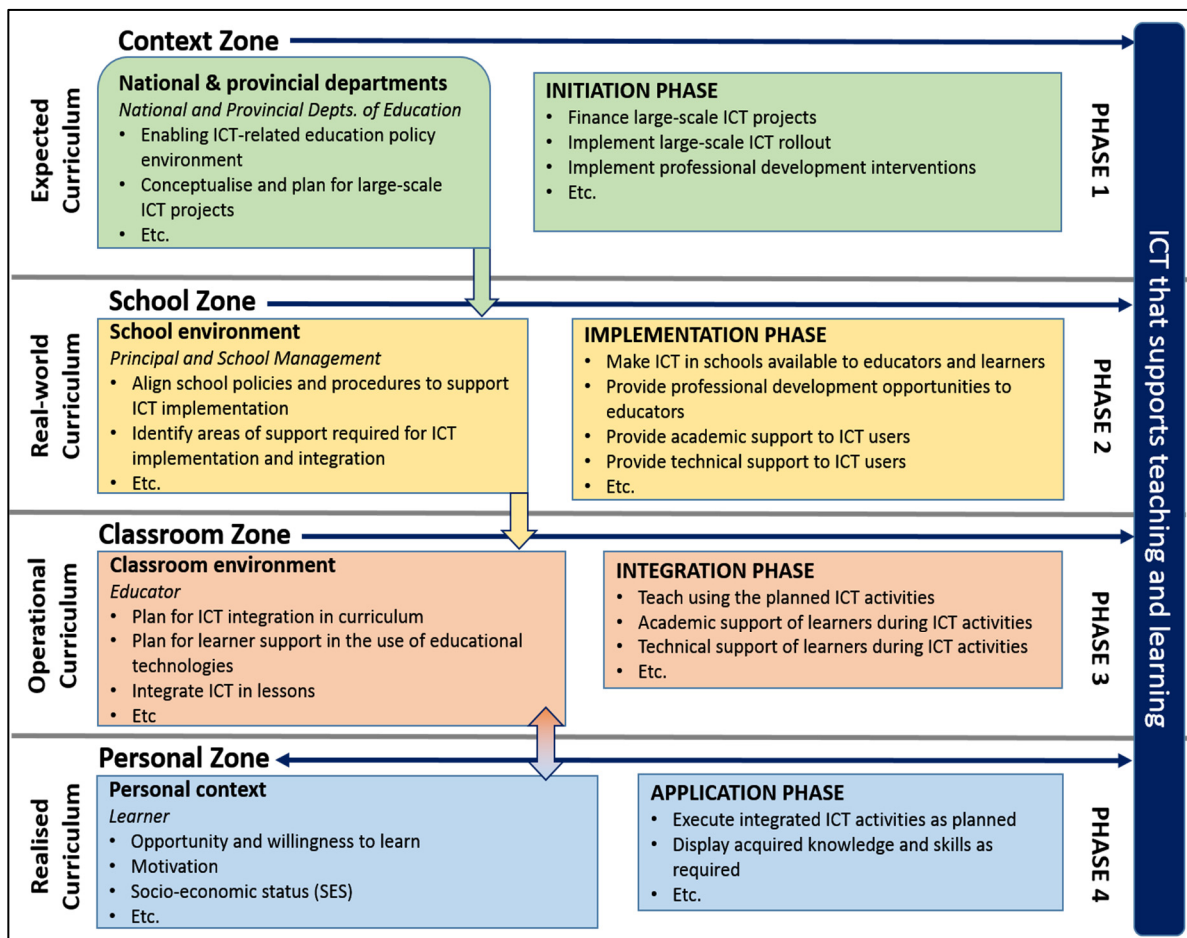 Context Zone
Expected
Curriculum
National & provincial departments
National and Provincial Depts. of Education
• Enabling ICT-related education policy
environment
• Conceptualise and plan for large-scale
ICT projects
• Etc.
INITIATION PHASE
• Finance large-scale ICT projects
• Implement large-scale ICT rollout
• Implement professional development interventions
• Etc.
PHASE 1
School Zone
Real-world
Curriculum
School environment
Principal and School Management
• Align school policies and procedures to support
ICT implementation
• Identify areas of support required for ICT
implementation and integration
• Etc.
IMPLEMENTATION PHASE
• Make ICT in schools available to educators and learners
• Provide professional development opportunities to
educators
• Provide academic support to ICT users
• Provide technical support to ICT users
• Etc.
PHASE 2
Classroom Zone
Operational
Curriculum
Classroom environment
Educator
• Plan for ICT integration in curriculum
• Plan for learner support in the use of educational
technologies
• Integrate ICT in lessons
• Etc
INTEGRATION PHASE
• Teach using the planned ICT activities
• Academic support of learners during ICT activities
• Technical support of learners during ICT activities
• Etc.
PHASE 3
Personal Zone
Realised
Curriculum
Personal context
Learner
• Opportunity and willingness to learn
• Motivation
• Socio-economic status (SES)
• Etc.
APPLICATION PHASE
• Execute integrated ICT activities as planned
• Display acquired knowledge and skills as
required
• Etc.
PHASE 4
ICT that supports teaching and learning